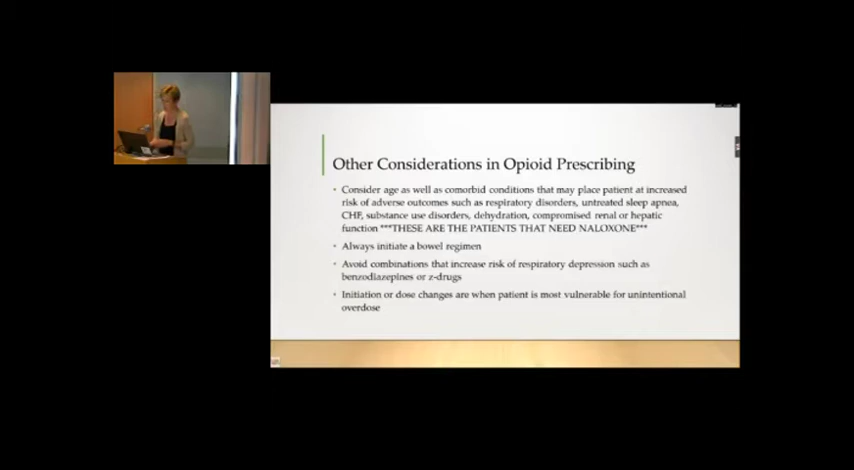 Other Considerations in Opioid Prescribing
• Consider age as well as comorbid conditions that may place patient at increased
risk of adverse outcomes such as respiratory disorders, untreated sleep apnea,
CHF, substance use disorders, dehydration, compromised renal or hepatic
function ***THESE ARE THE PATIENTS THAT NEED NALOXONE***
• Always initiate a bowel regimen
• Avoid combinations that increase risk of respiratory depression such as
benzodiazepines or z-drugs
• Initiation or dose changes are when patient is most vulnerable for unintentional
overdose